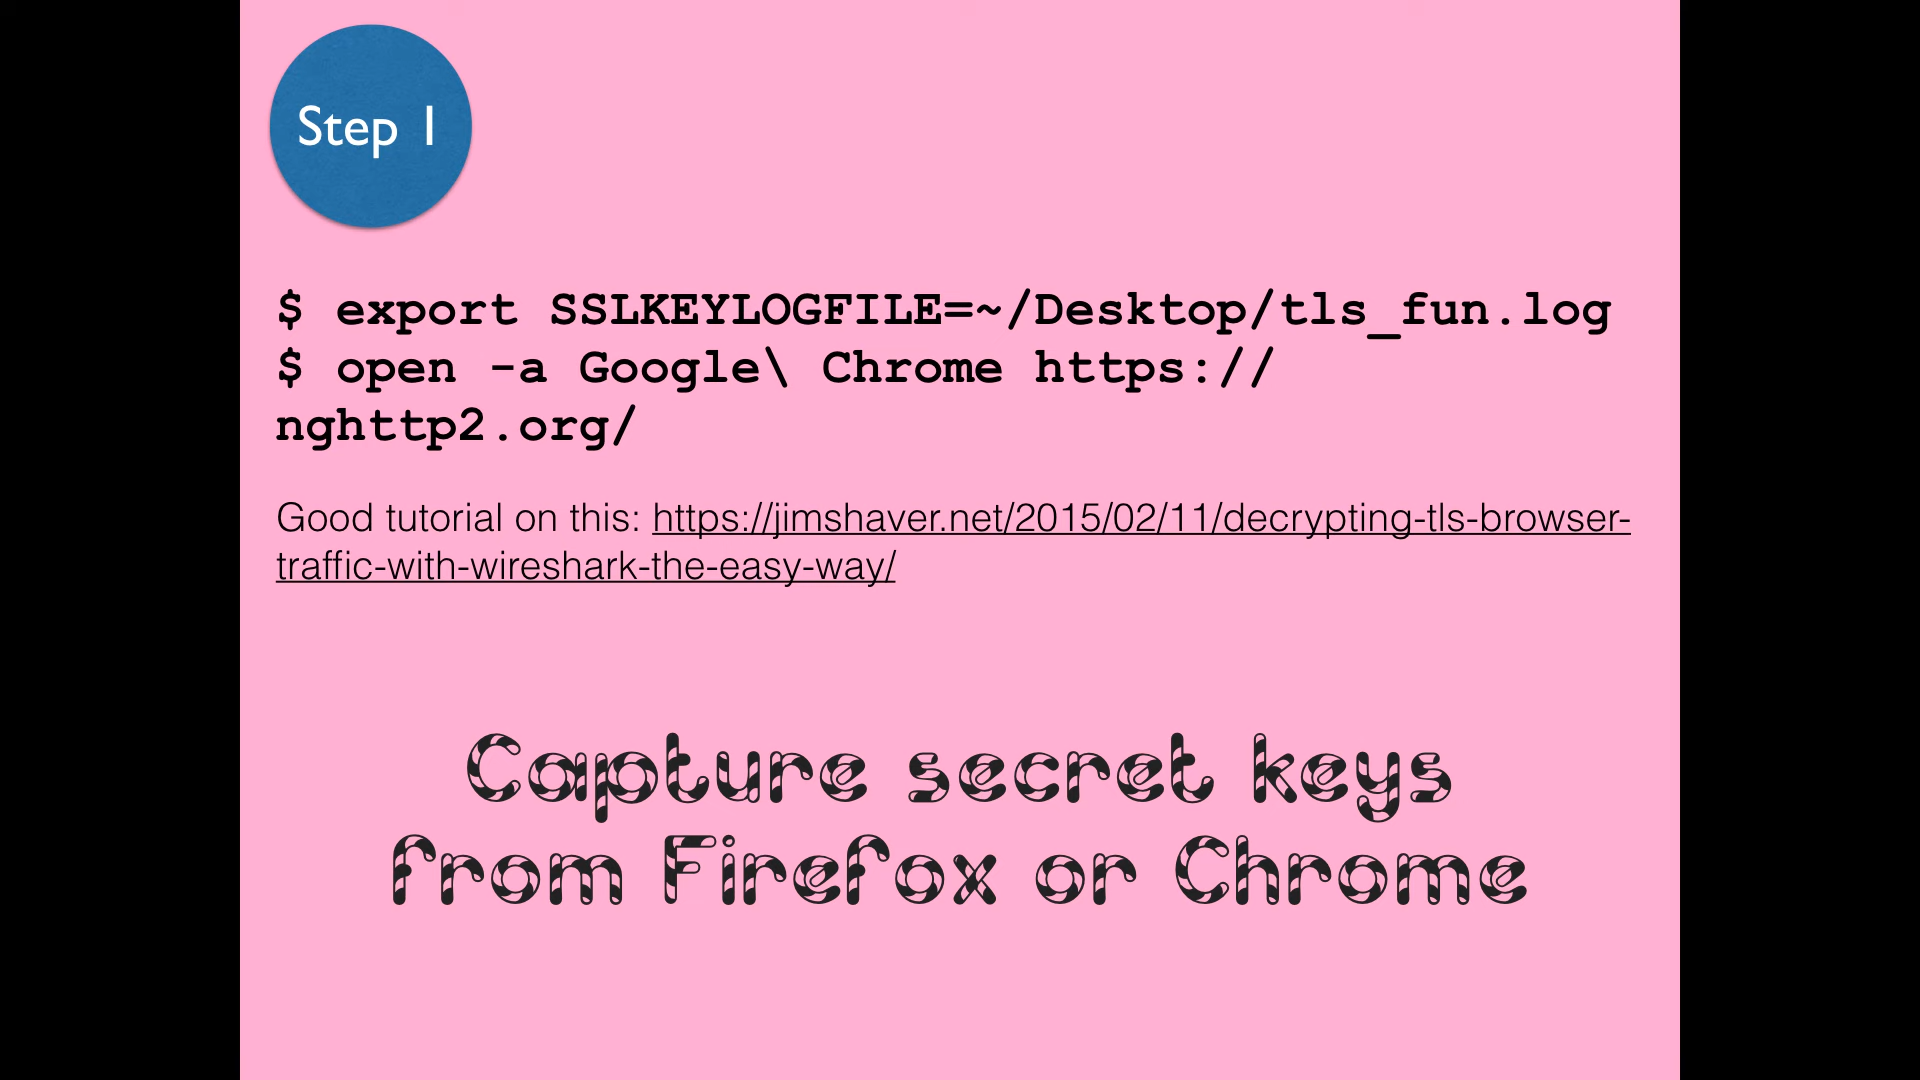 Step 1
$ export SSLKEYLOGFILE=~/Desktop/tls_fun.log
$ open -a Google\ Chrome https://
nghttp2.org/
Good tutorial on this: https://jimshaver.net/2015/02/11/decrypting-tls-browser-
traffic-with-wireshark-the-easy-way/
Capture secret keys
from Firefox or Chrome